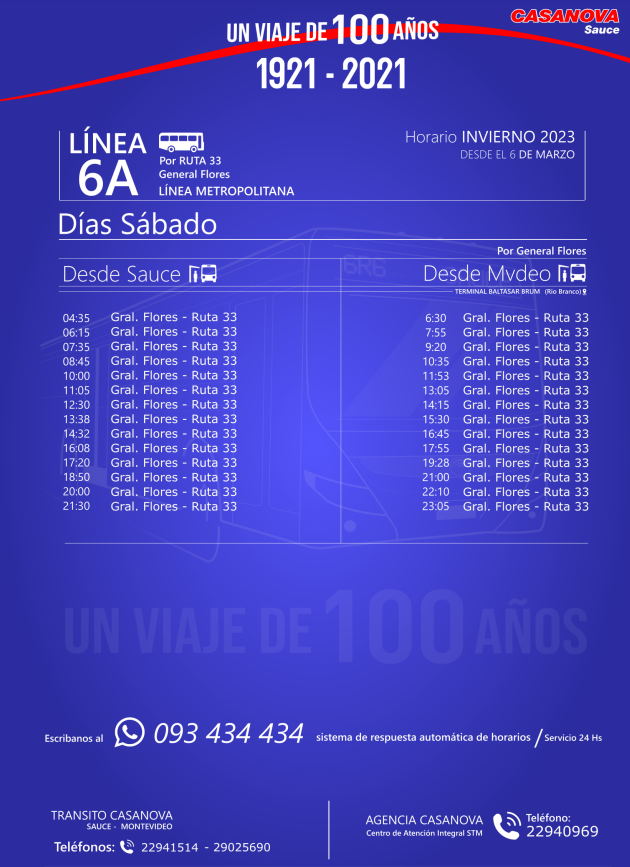 CASANOVA
Sauce
UN VIAJE DE 100 AÑOS
1921 - 2021
LÍNEA
6A
Por RUTA 33
General Flores
LÍNEA METROPOLITANA
Horario INVIERNO 2023
DESDE EL 6 DE MARZO
Días Sábado
Por General Flores
Desde Sauce
Desde Mvdeo
TERMINAL BALTASAR BRUM (Rio Branco)
04:35 Gral. Flores - Ruta 33
06:15 Gral. Flores - Ruta 33
07:35 Gral. Flores - Ruta 33
08:45 Gral. Flores - Ruta 33
10:00 Gral. Flores - Ruta 33
11:05 Gral. Flores - Ruta 33
12:30 Gral. Flores - Ruta 33
13:38 Gral. Flores - Ruta 33
14:32 Gral. Flores - Ruta 33
16:08 Gral. Flores - Ruta 33
17:20 Gral. Flores - Ruta 33
18:50 Gral. Flores - Ruta 33
20:00 Gral. Flores - Ruta 33
21:30 Gral. Flores - Ruta 33
6:30 Gral. Flores - Ruta 33
7:55 Gral. Flores - Ruta 33
9:20 Gral. Flores - Ruta 33
10:35 Gral. Flores - Ruta 33
11:53 Gral. Flores - Ruta 33
13:05 Gral. Flores - Ruta 33
14:15 Gral. Flores - Ruta 33
15:30 Gral. Flores - Ruta 33
16:45 Gral. Flores - Ruta 33
17:55 Gral. Flores - Ruta 33
19:28 Gral. Flores - Ruta 33
21:00 Gral. Flores - Ruta 33
22:10 Gral. Flores - Ruta 33
23:05 Gral. Flores - Ruta 33
UN VIAJE DE 100 AÑOS
Escribanos al 093 434 434 sistema de respuesta automática de horarios / Servicio 24 Hs
TRANSITO CASANOVA
SAUCE - MONTEVIDEO
Teléfonos: 22941514 - 29025690
AGENCIA CASANOVA
Centro de Atención Integral STM
Teléfono:
22940969